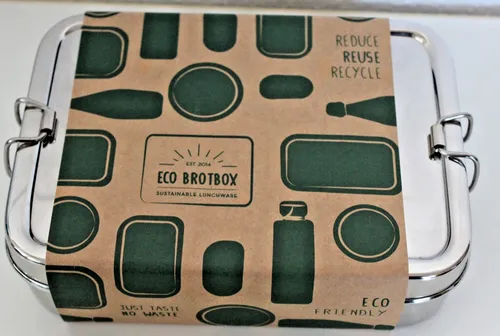 REDUCE
REUSE
RECYCLE
EST 2014
ECO BROTBOX
SUSTAINABLE LUNCHWARE
JUST TASTE
NO WASTE
ECO
FRIENDLY